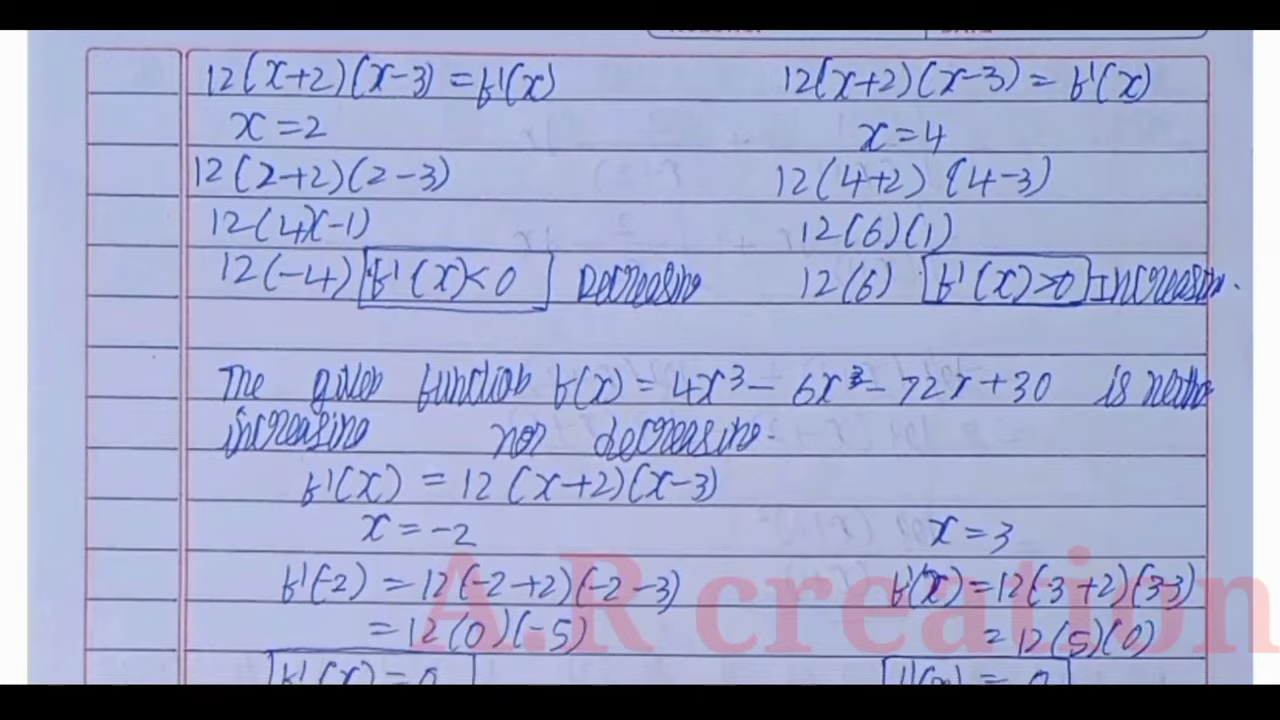 12(x+2)(x-3) = f'(x) 12(x+2)(x-3) = f'(x)
x = 2 x = 4
12(2+2)(2-3) 12(4+2)(4-3)
12(4)(-1) 12(6)(1)
12(-4) f'(x)<0 Decreasing 12(6) f'(x)>0 Increasing.
The given function f(x) = 4x³ - 6x² - 72x + 30 is neither
increasing nor decreasing.
f'(x) = 12(x+2)(x-3)
x = -2 x = 3
f'(-2) = 12(-2+2)(-2-3) f'(x) = 12(3+2)(3-3)
= 12(0)(-5) = 12(5)(0)
f'(x) = 0 f'(x) = 0
A.R creation